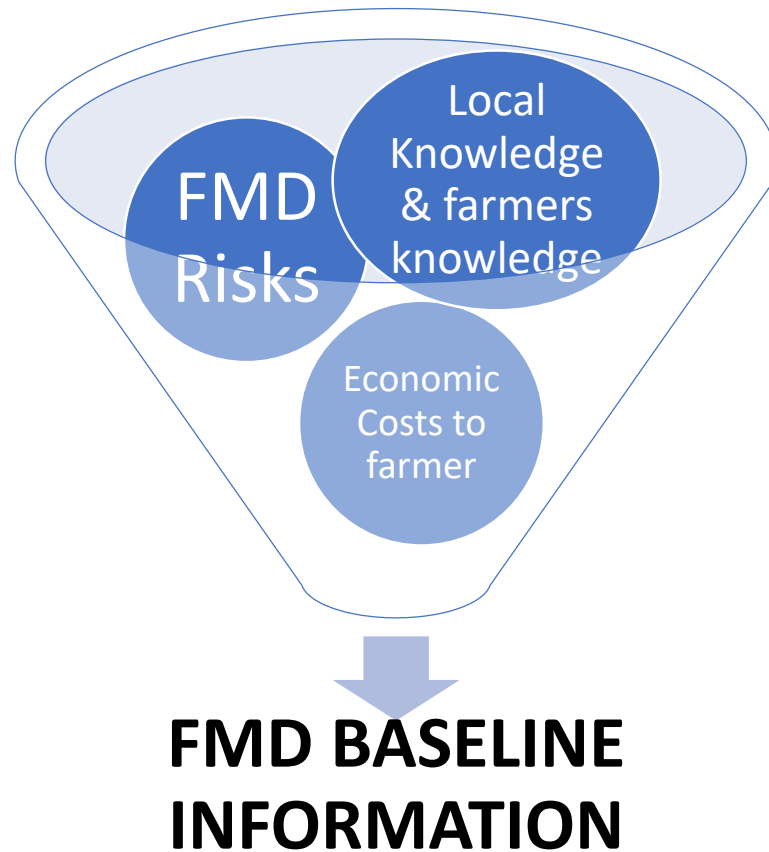 FMD
Risks
Local
Knowledge
& farmers
knowledge
Economic
Costs to
farmer
FMD BASELINE
INFORMATION